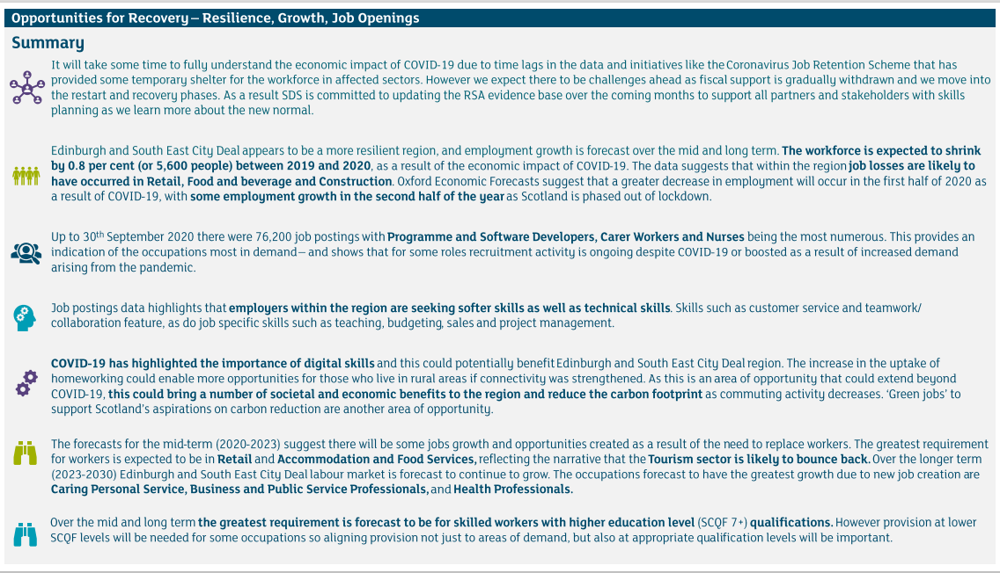 Opportunities for Recovery – Resilience, Growth, Job Openings
Summary
It will take some time to fully understand the economic impact of COVID-19 due to time lags in the data and initiatives like the Coronavirus Job Retention Scheme that has
provided some temporary shelter for the workforce in affected sectors. However we expect there to be challenges ahead as fiscal support is gradually withdrawn and we move into
the restart and recovery phases. As a result SDS is committed to updating the RSA evidence base over the coming months to support all partners and stakeholders with skills
planning as we learn more about the new normal.
Edinburgh and South East City Deal appears to be a more resilient region, and employment growth is forecast over the mid and long term. The workforce is expected to shrink
by 0.8 per cent (or 5,600 people) between 2019 and 2020, as a result of the economic impact of COVID-19. The data suggests that within the region job losses are likely to
have occurred in Retail, Food and beverage and Construction. Oxford Economic Forecasts suggest that a greater decrease in employment will occur in the first half of 2020 as
a result of COVID-19, with some employment growth in the second half of the year as Scotland is phased out of lockdown.
Up to 30th September 2020 there were 76,200 job postings with Programme and Software Developers, Carer Workers and Nurses being the most numerous. This provides an
indication of the occupations most in demand – and shows that for some roles recruitment activity is ongoing despite COVID-19 or boosted as a result of increased demand
arising from the pandemic.
Job postings data highlights that employers within the region are seeking softer skills as well as technical skills. Skills such as customer service and teamwork/
collaboration feature, as do job specific skills such as teaching, budgeting, sales and project management.
COVID-19 has highlighted the importance of digital skills and this could potentially benefit Edinburgh and South East City Deal region. The increase in the uptake of
homeworking could enable more opportunities for those who live in rural areas if connectivity was strengthened. As this is an area of opportunity that could extend beyond
COVID-19, this could bring a number of societal and economic benefits to the region and reduce the carbon footprint as commuting activity decreases. ‘Green jobs’ to
support Scotland’s aspirations on carbon reduction are another area of opportunity.
The forecasts for the mid-term (2020-2023) suggest there will be some jobs growth and opportunities created as a result of the need to replace workers. The greatest requirement
for workers is expected to be in Retail and Accommodation and Food Services, reflecting the narrative that the Tourism sector is likely to bounce back. Over the longer term
(2023-2030) Edinburgh and South East City Deal labour market is forecast to continue to grow. The occupations forecast to have the greatest growth due to new job creation are
Caring Personal Service, Business and Public Service Professionals, and Health Professionals.
Over the mid and long term the greatest requirement is forecast to be for skilled workers with higher education level (SCQF 7+) qualifications. However provision at lower
SCQF levels will be needed for some occupations so aligning provision not just to areas of demand, but also at appropriate qualification levels will be important.